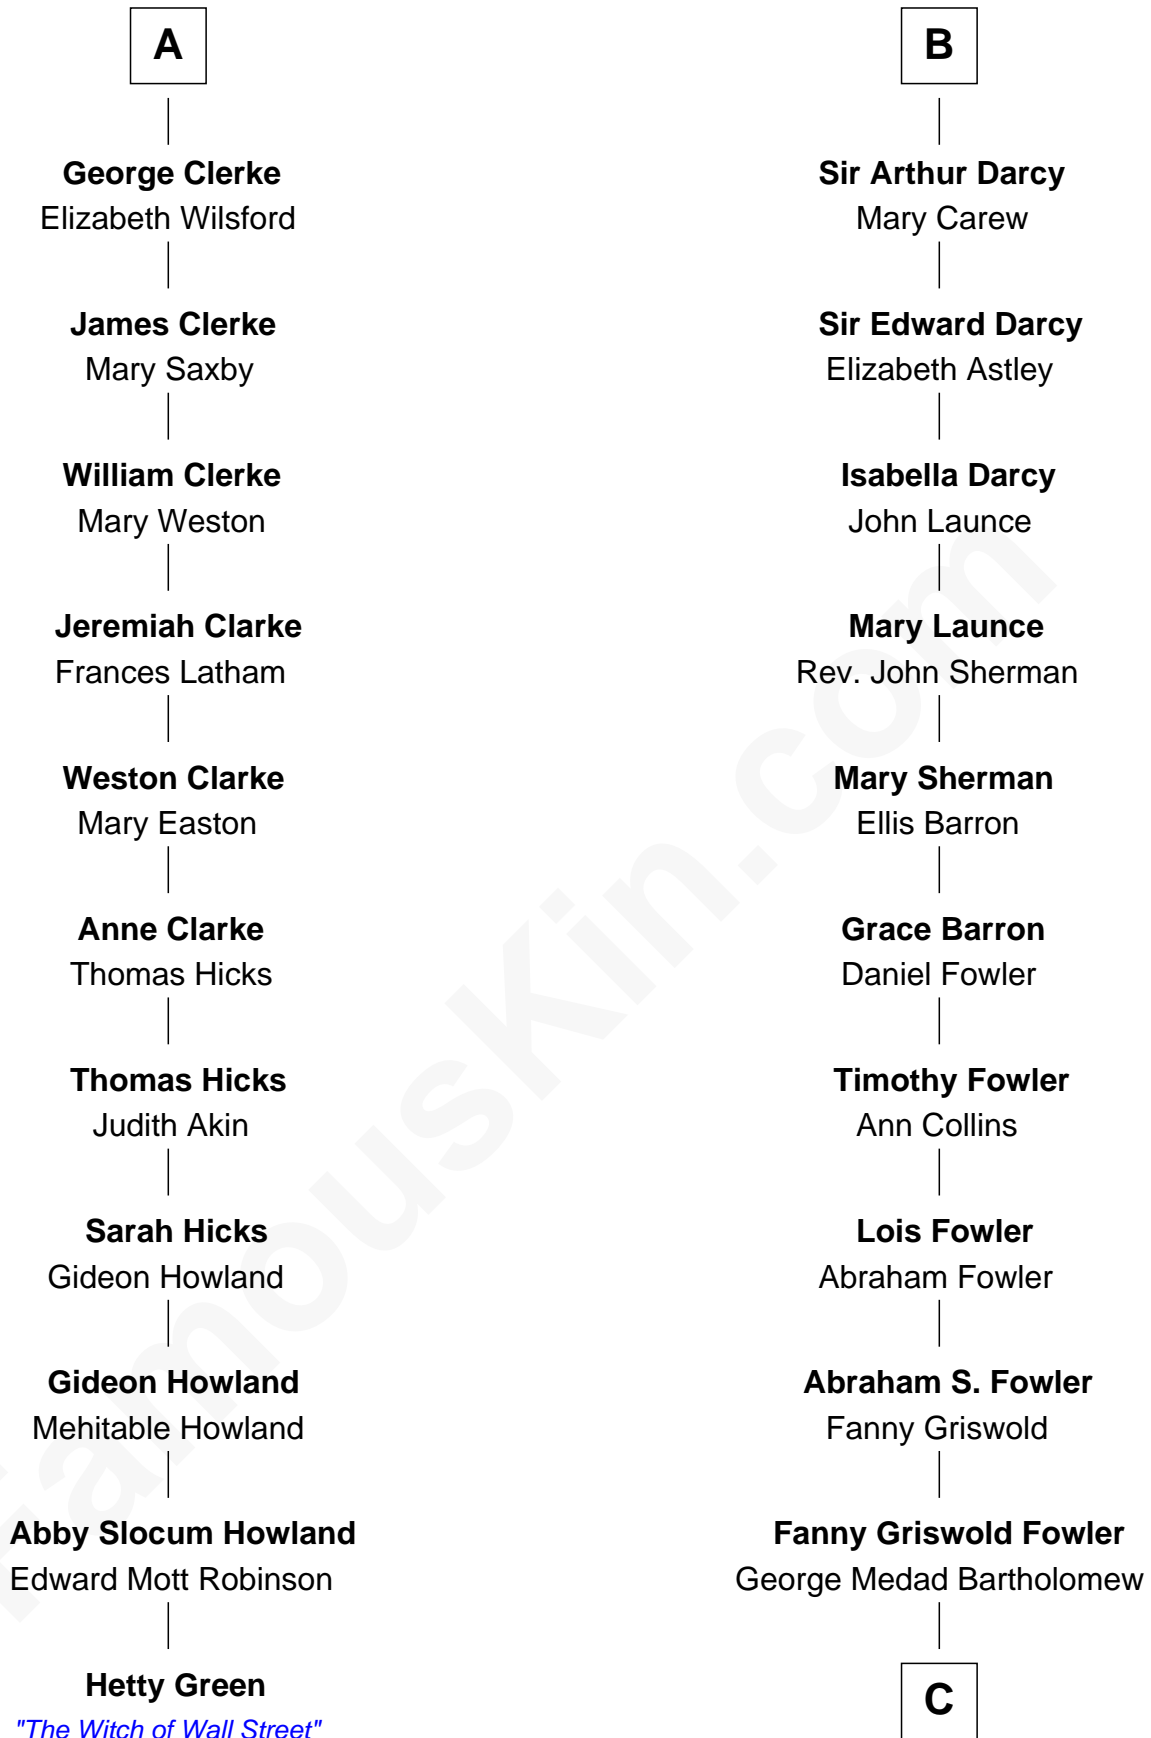 A
George Clerke
Elizabeth Wilsford
James Clerke
Mary Saxby
William Clerke
Mary Weston
Jeremiah Clarke
Frances Latham
Weston Clarke
Mary Easton
Anne Clarke
Thomas Hicks
Thomas Hicks
Judith Akin
Sarah Hicks
Gideon Howland
Gideon Howland
Mehitable Howland
Abby Slocum Howland
Edward Mott Robinson
Hetty Green
"The Witch of Wall Street"
B
Sir Arthur Darcy
Mary Carew
Sir Edward Darcy
Elizabeth Astley
Isabella Darcy
John Launce
Mary Launce
Rev. John Sherman
Mary Sherman
Ellis Barron
Grace Barron
Daniel Fowler
Timothy Fowler
Ann Collins
Lois Fowler
Abraham Fowler
Abraham S. Fowler
Fanny Griswold
Fanny Griswold Fowler
George Medad Bartholomew
C
FamousKin.com